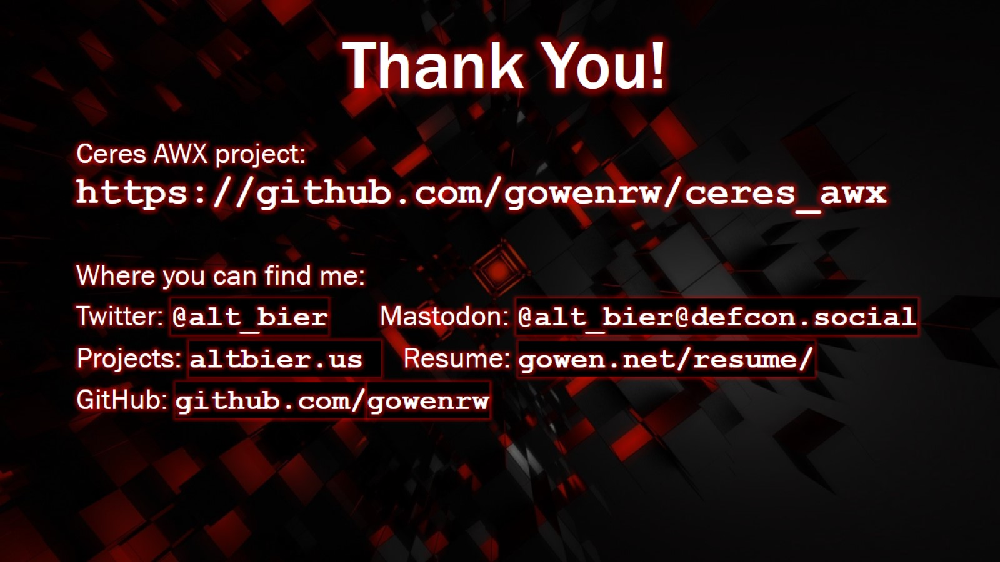 Thank You!
Ceres AWX project:
https://github.com/gowenrw/ceres_awx
Where you can find me:
Twitter: @alt_bier Mastodon: @alt_bier@defcon.social
Projects: altbier.us Resume: gowen.net/resume/
GitHub: github.com/gowenrw